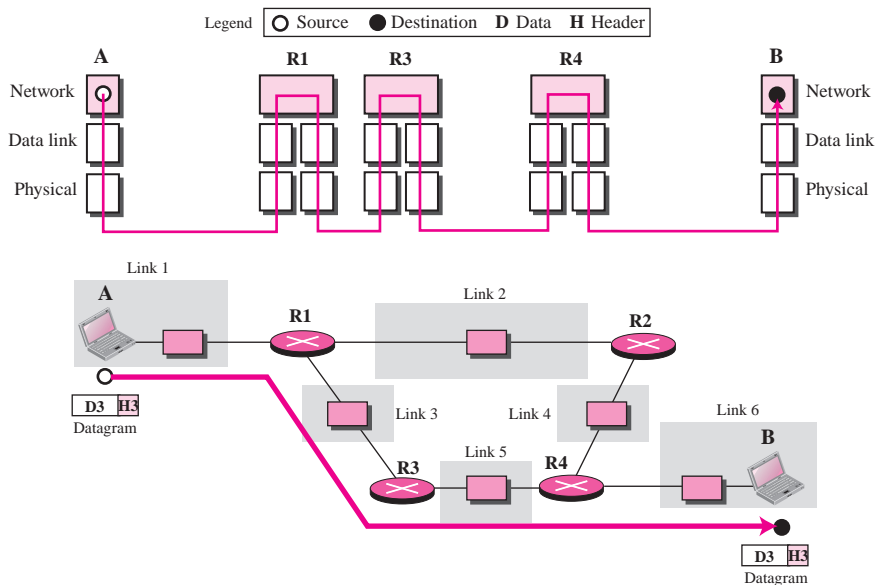 Legend Source Destination D Data H Header
A R1 R3 R4 B
Network Network
Data link Data link
Physical Physical
Link 1
A
R1
Link 2
R2
D3 H3
Datagram
Link 3
Link 4
Link 6
B
R3
Link 5
R4
D3 H3
Datagram